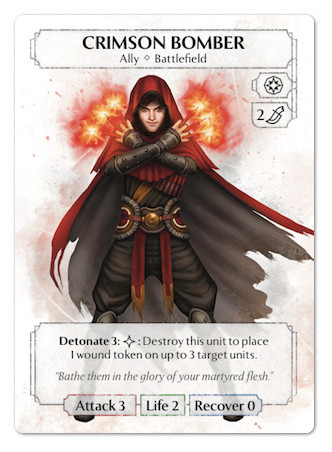 CRIMSON BOMBER
Ally ⟡ Battlefield
2
Detonate 3: ✧ : Destroy this unit to place
1 wound token on up to 3 target units.
"Bathe them in the glory of your martyred flesh."
Attack 3 Life 2 Recover 0